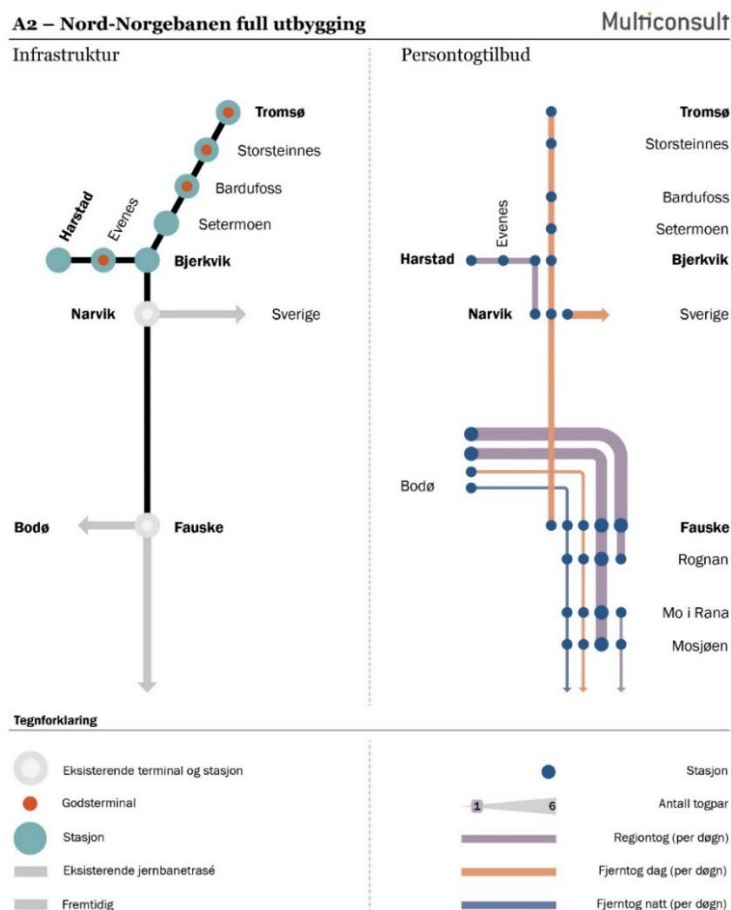 A2 – Nord-Norgebanen full utbygging
Multiconsult
Infrastruktur
Tromsø
Storsteinnes
Bardufoss
Setermoen
Harstad
Evenes
Bjerkvik
Narvik
Sverige
Bodø
Fauske
Persontogtilbud
Tromsø
Storsteinnes
Bardufoss
Setermoen
Evenes
Harstad
Bjerkvik
Narvik
Sverige
Bodø
Fauske
Rognan
Mo i Rana
Mosjøen
Tegnforklaring
Eksisterende terminal og stasjon
Godsterminal
Stasjon
Eksisterende jernbanetrasé
Fremtidig
Stasjon
1
6
Antall togpar
Regiontog (per døgn)
Fjerntog dag (per døgn)
Fjerntog natt (per døgn)